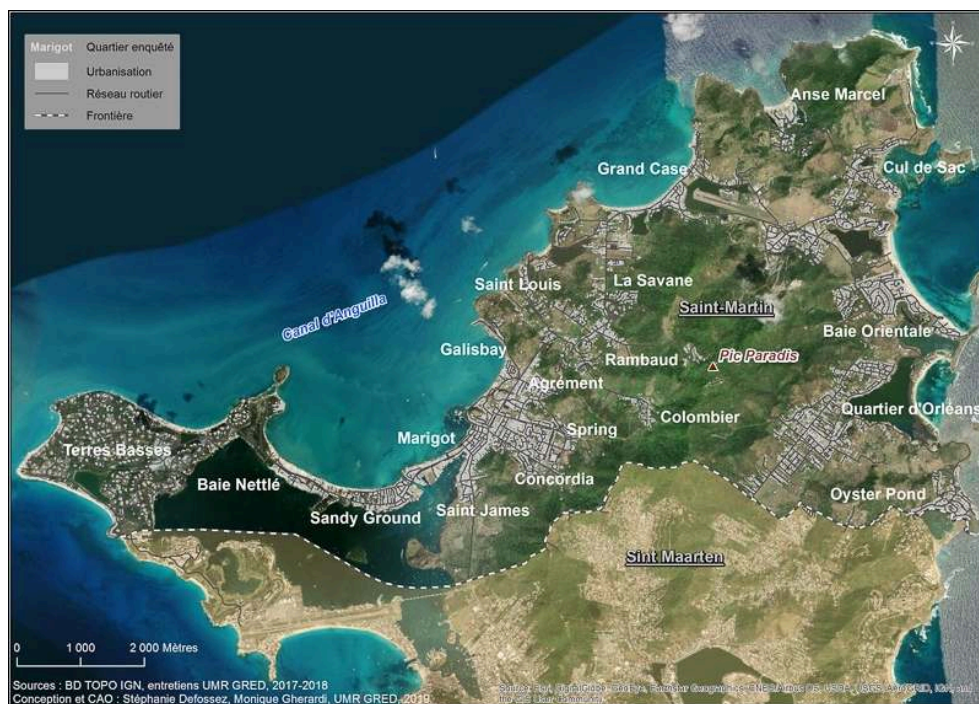 Marigot Quartier enquêté
Urbanisation
Réseau routier
Frontière
Anse Marcel
Grand Case
Cul de Sac
Saint Louis
La Savane
Canal d'Anguilla
Saint-Martin
Baie Orientale
Galisbay
Rambaud
Pic Paradis
Agrément
Colombier
Quartier d'Orléans
Marigot
Spring
Terres Basses
Baie Nettlé
Concordia
Oyster Pond
Sandy Ground
Saint James
Sint Maarten
0 1 000 2 000 Mètres
Sources : BD TOPO IGN, entretiens UMR GRED, 2017-2018
Conception et CAO : Stéphanie Defossez, Monique Gherardi, UMR GRED, 2019